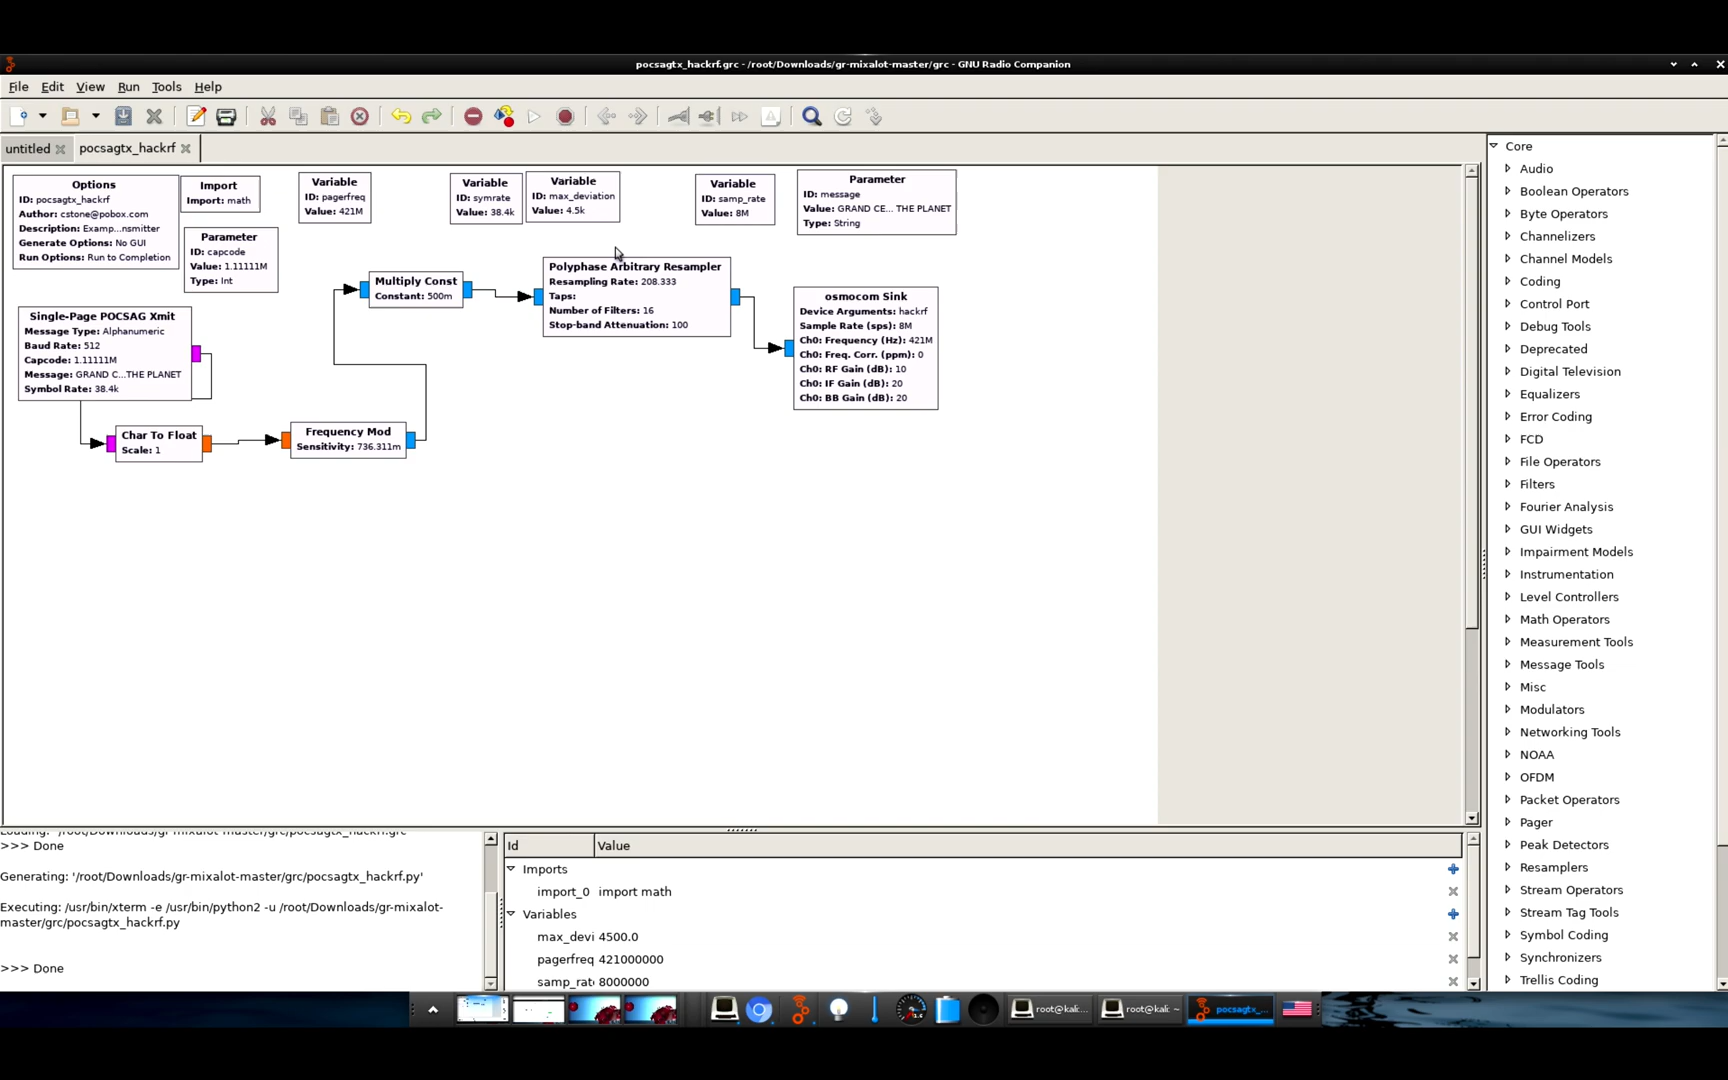 pocsagtx_hackrf.grc - /root/Downloads/gr-mixalot-master/grc - GNU Radio Companion
File Edit View Run Tools Help
untitled pocsagtx_hackrf
Options
ID: pocsagtx_hackrf
Author: cstone@pobox.com
Description: Examp...nsmitter
Generate Options: No GUI
Run Options: Run to Completion
Import
Import: math
Parameter
ID: capcode
Value: 1.11111M
Type: Int
Variable
ID: pagerfreq
Value: 421M
Variable
ID: symrate
Value: 38.4k
Variable
ID: max_deviation
Value: 4.5k
Variable
ID: samp_rate
Value: 8M
Parameter
ID: message
Value: GRAND CE... THE PLANET
Type: String
Single-Page POCSAG Xmit
Message Type: Alphanumeric
Baud Rate: 512
Capcode: 1.11111M
Message: GRAND C...THE PLANET
Symbol Rate: 38.4k
Char To Float
Scale: 1
Frequency Mod
Sensitivity: 736.311m
Multiply Const
Constant: 500m
Polyphase Arbitrary Resampler
Resampling Rate: 208.333
Taps:
Number of Filters: 16
Stop-band Attenuation: 100
osmocom Sink
Device Arguments: hackrf
Sample Rate (sps): 8M
Ch0: Frequency (Hz): 421M
Ch0: Freq. Corr. (ppm): 0
Ch0: RF Gain (dB): 10
Ch0: IF Gain (dB): 20
Ch0: BB Gain (dB): 20
Core
Audio
Boolean Operators
Byte Operators
Channelizers
Channel Models
Coding
Control Port
Debug Tools
Deprecated
Digital Television
Equalizers
Error Coding
FCD
File Operators
Filters
Fourier Analysis
GUI Widgets
Impairment Models
Instrumentation
Level Controllers
Math Operators
Measurement Tools
Message Tools
Misc
Modulators
Networking Tools
NOAA
OFDM
Packet Operators
Pager
Peak Detectors
Resamplers
Stream Operators
Stream Tag Tools
Symbol Coding
Synchronizers
Trellis Coding
Loading: "/root/Downloads/gr-mixalot-master/grc/pocsagtx_hackrf.grc"
>>> Done
Generating: '/root/Downloads/gr-mixalot-master/grc/pocsagtx_hackrf.py'
Executing: /usr/bin/xterm -e /usr/bin/python2 -u /root/Downloads/gr-mixalot-
master/grc/pocsagtx_hackrf.py
>>> Done
Id Value
Imports
import_0 import math
Variables
max_devi 4500.0
pagerfreq 421000000
samp_rat 8000000
root@kali:... root@kali: ~ pocsagtx_...